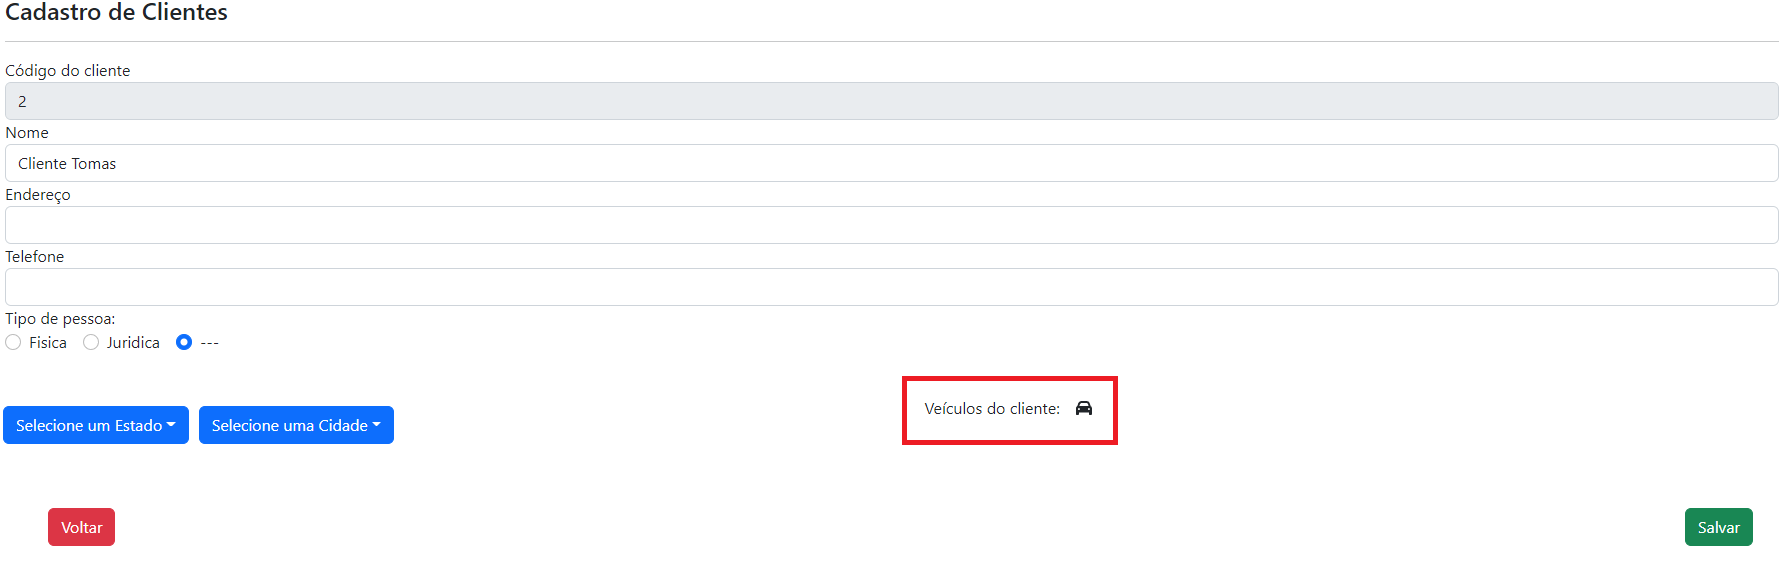 Cadastro de Clientes
Código do cliente
2
Nome
Cliente Tomas
Endereço
Telefone
Tipo de pessoa:
Fisica Juridica ---
Veículos do cliente:
Selecione um Estado Selecione uma Cidade
Voltar Salvar